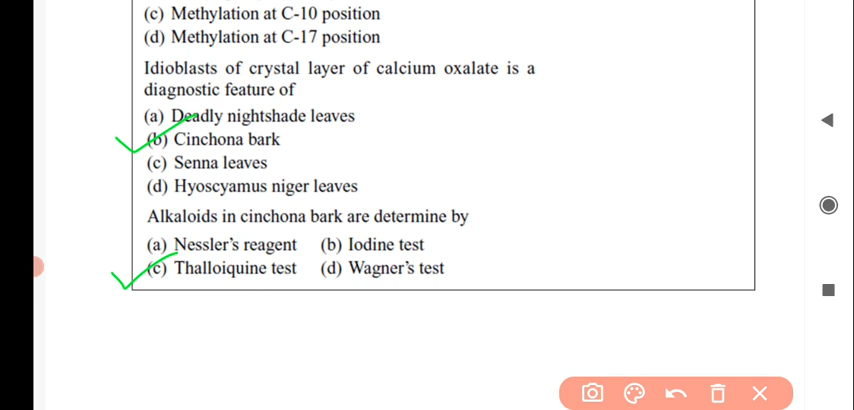 (c) Methylation at C-10 position
(d) Methylation at C-17 position
Idioblasts of crystal layer of calcium oxalate is a
diagnostic feature of
(a) Deadly nightshade leaves
(b) Cinchona bark
(c) Senna leaves
(d) Hyoscyamus niger leaves
Alkaloids in cinchona bark are determine by
(a) Nessler's reagent (b) Iodine test
(c) Thalloiquine test (d) Wagner's test